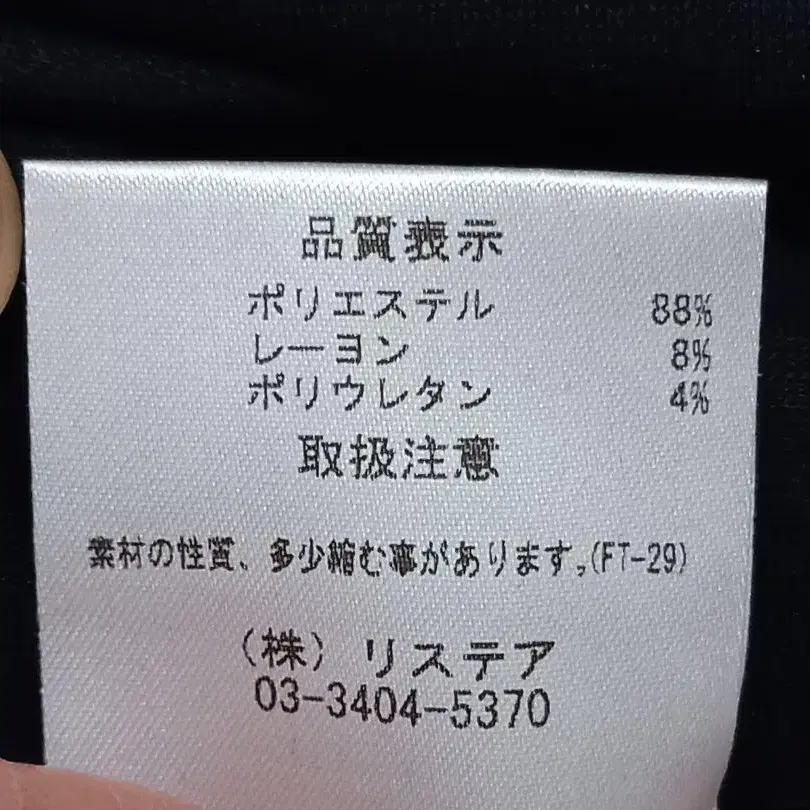 品質表示
ポリエステル 88%
レーヨン 8%
ポリウレタン 4%
取扱注意
素材の性質、多少縮む事があります。(FT-29)
(株) リステア
03-3404-5370